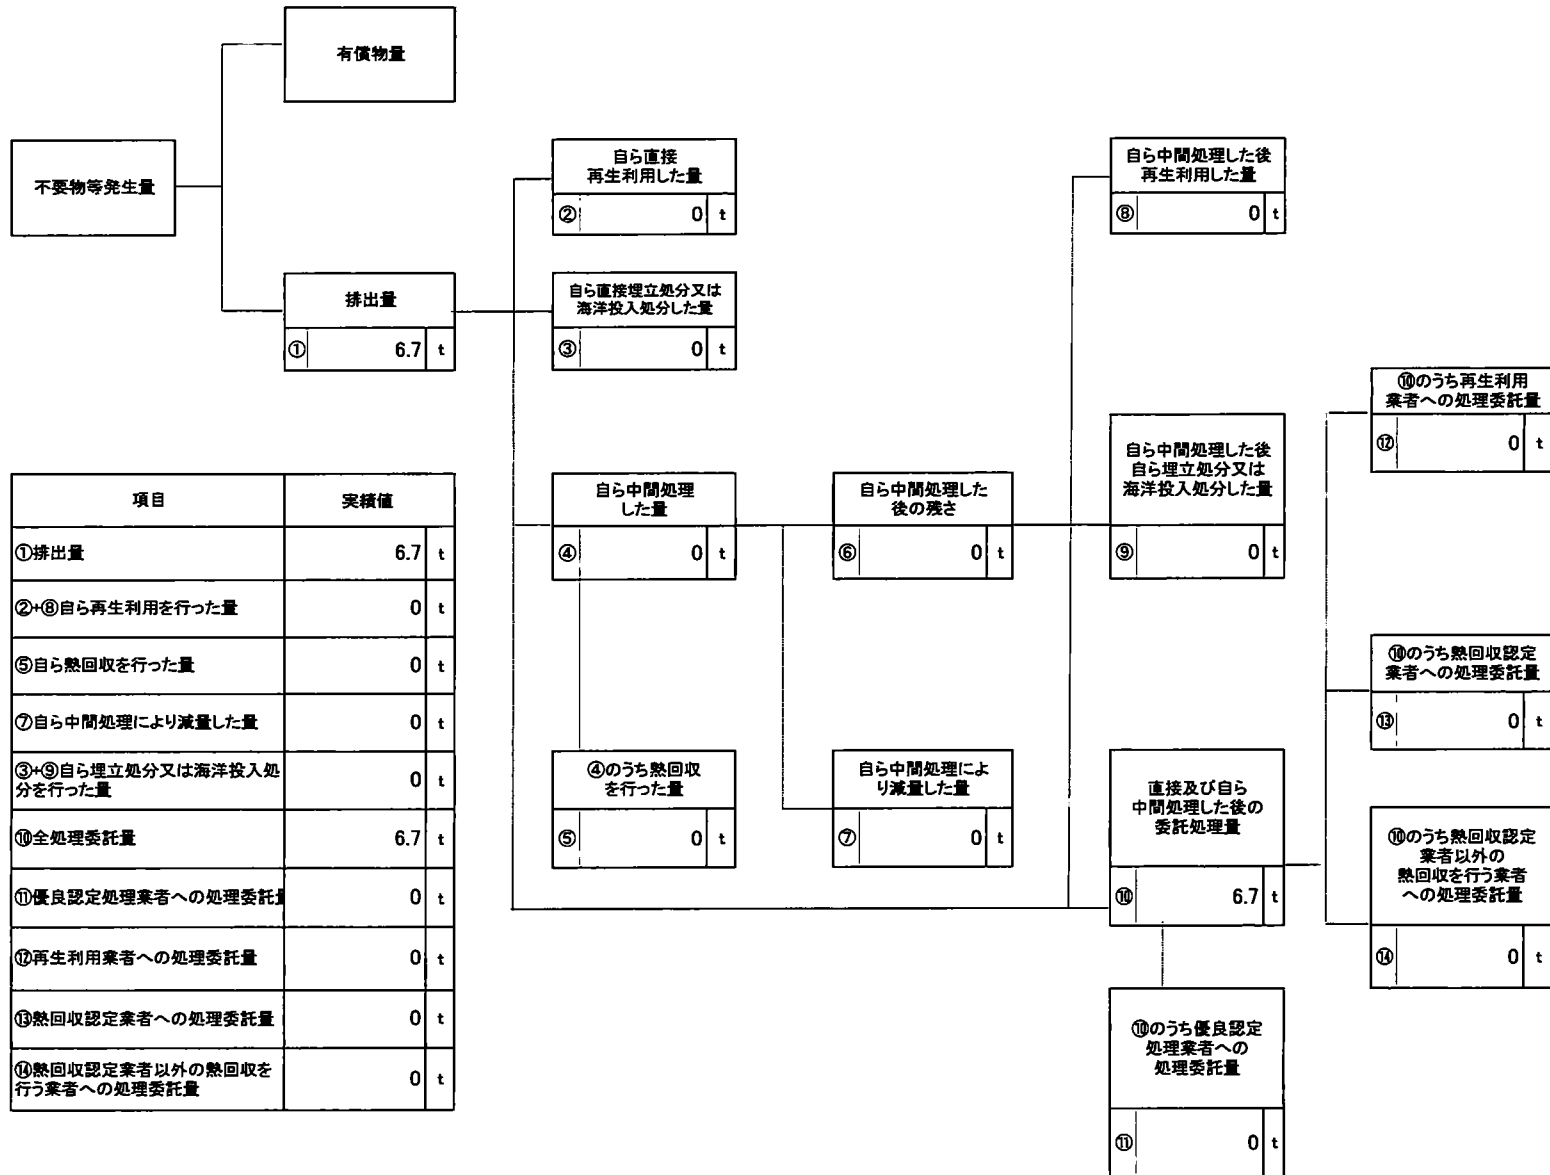 有償物量
不要物等発生量
自ら直接
再生利用した量
② 0 t
自ら中間処理した後
再生利用した量
⑧ 0 t
排出量
① 6.7 t
自ら直接埋立処分又は
海洋投入処分した量
③ 0 t
⑩のうち再生利用
業者への処理委託量
⑫ 0 t
自ら中間処理
した量
④ 0 t
自ら中間処理した
後の残さ
⑥ 0 t
自ら中間処理した後
自ら埋立処分又は
海洋投入処分した量
⑨ 0 t
⑩のうち熱回収認定
業者への処理委託量
⑬ 0 t
④のうち熱回収
を行った量
⑤ 0 t
自ら中間処理によ
り減量した量
⑦ 0 t
直接及び自ら
中間処理した後の
委託処理量
⑩ 6.7 t
⑩のうち熱回収認定
業者以外の
熱回収を行う業者
への処理委託量
⑭ 0 t
⑩のうち優良認定
処理業者への
処理委託量
⑪ 0 t
項目 実績値
①排出量 6.7 t
②+⑧自ら再生利用を行った量 0 t
⑤自ら熱回収を行った量 0 t
⑦自ら中間処理により減量した量 0 t
③+⑨自ら埋立処分又は海洋投入処
分を行った量 0 t
⑩全処理委託量 6.7 t
⑪優良認定処理業者への処理委託量 0 t
⑫再生利用業者への処理委託量 0 t
⑬熱回収認定業者への処理委託量 0 t
⑭熱回収認定業者以外の熱回収を
行う業者への処理委託量 0 t